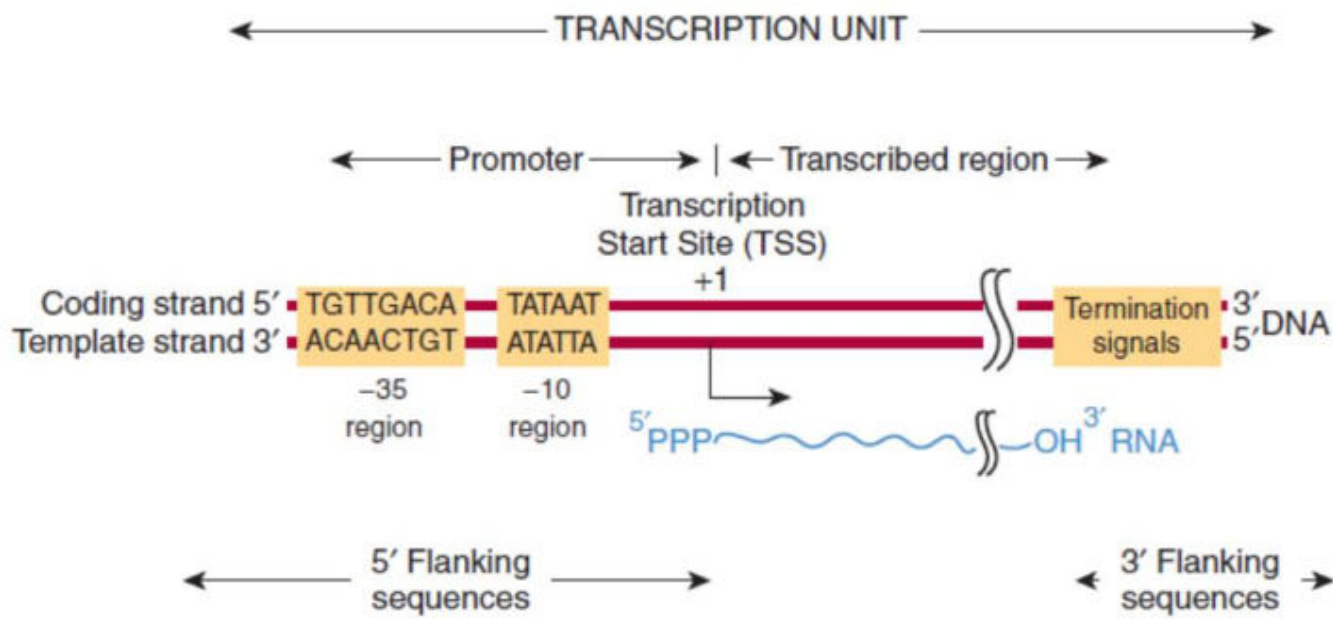 TRANSCRIPTION UNIT
Promoter | Transcribed region
Transcription
Start Site (TSS)
+1
Coding strand 5′ TGTTGACA TATAAT Termination 3′
Template strand 3′ ACAACTGT ATATTA signals 5′ DNA
−35 −10
region region
5′PPP OH3′ RNA
5′ Flanking 3′ Flanking
sequences sequences